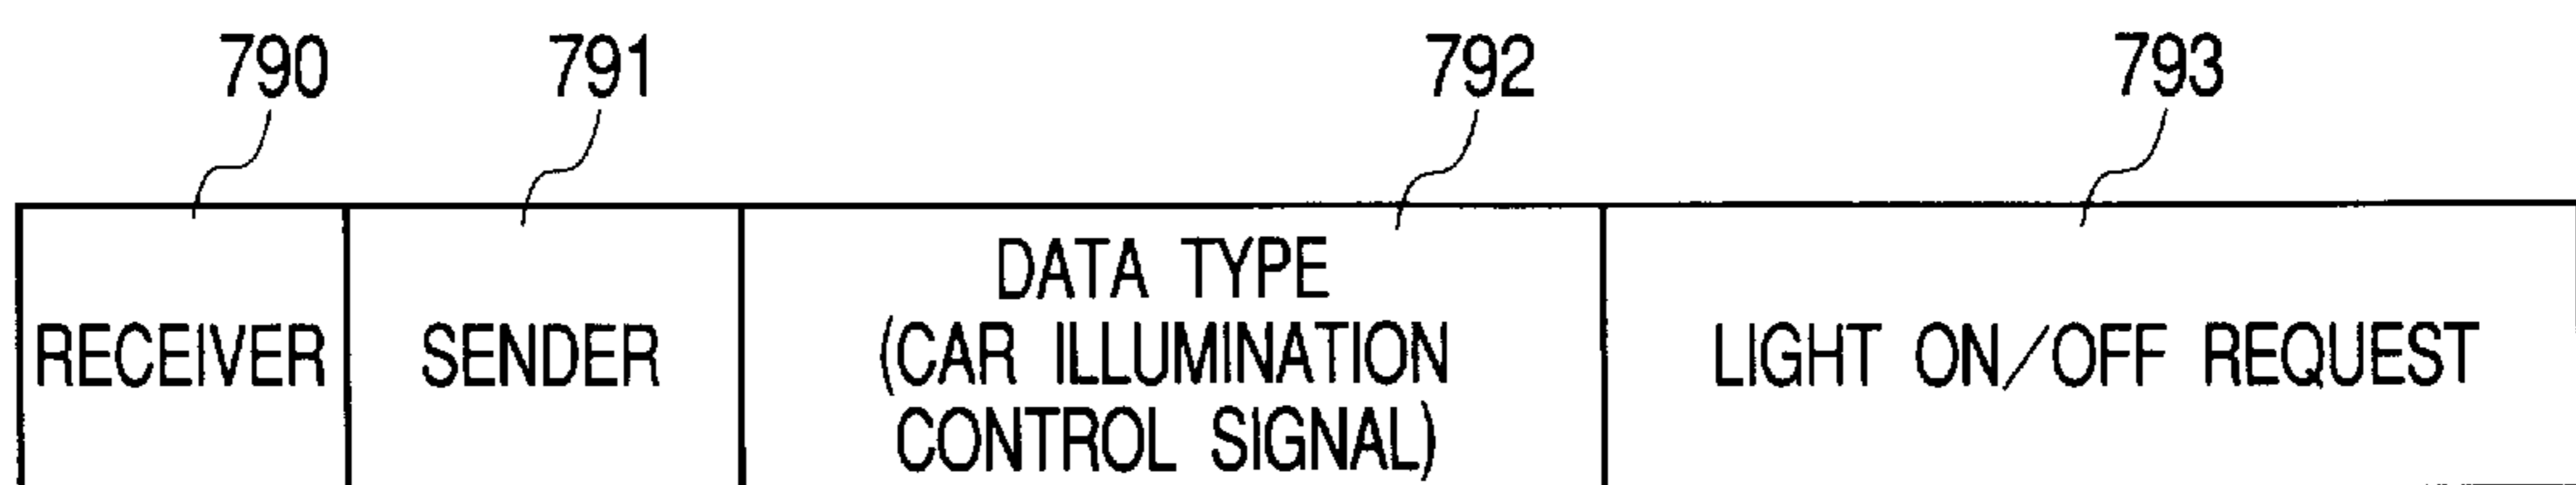 790 791 792 793
RECEIVER
SENDER
DATA TYPE
(CAR ILLUMINATION
CONTROL SIGNAL)
LIGHT ON/OFF REQUEST